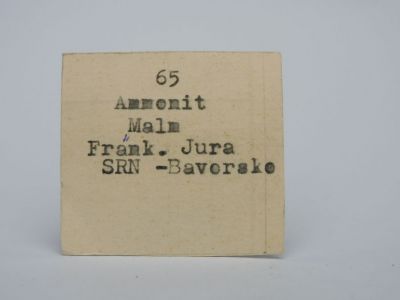 65
Ammonit
Malm
Fränk. Jura
SRN -Bavorsko